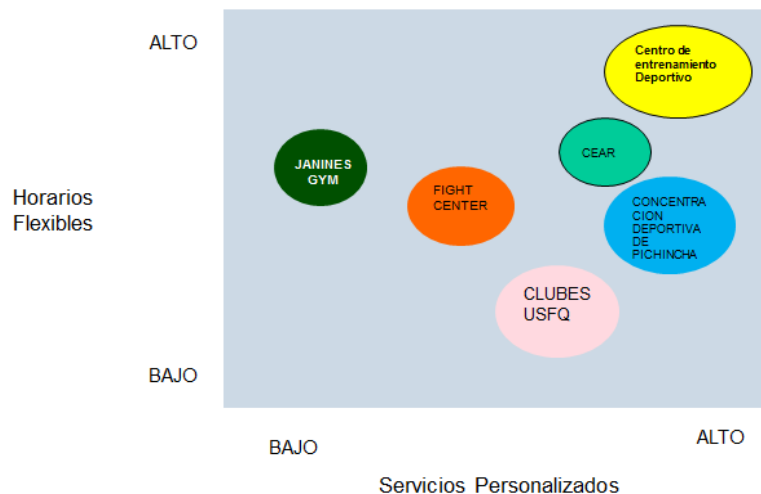 ALTO
Centro de
entrenamiento
Deportivo
CEAR
JANINES
GYM
FIGHT
CENTER
Horarios
Flexibles
CONCENTRA
CION
DEPORTIVA
DE
PICHINCHA
CLUBES
USFQ
BAJO
BAJO
ALTO
Servicios Personalizados